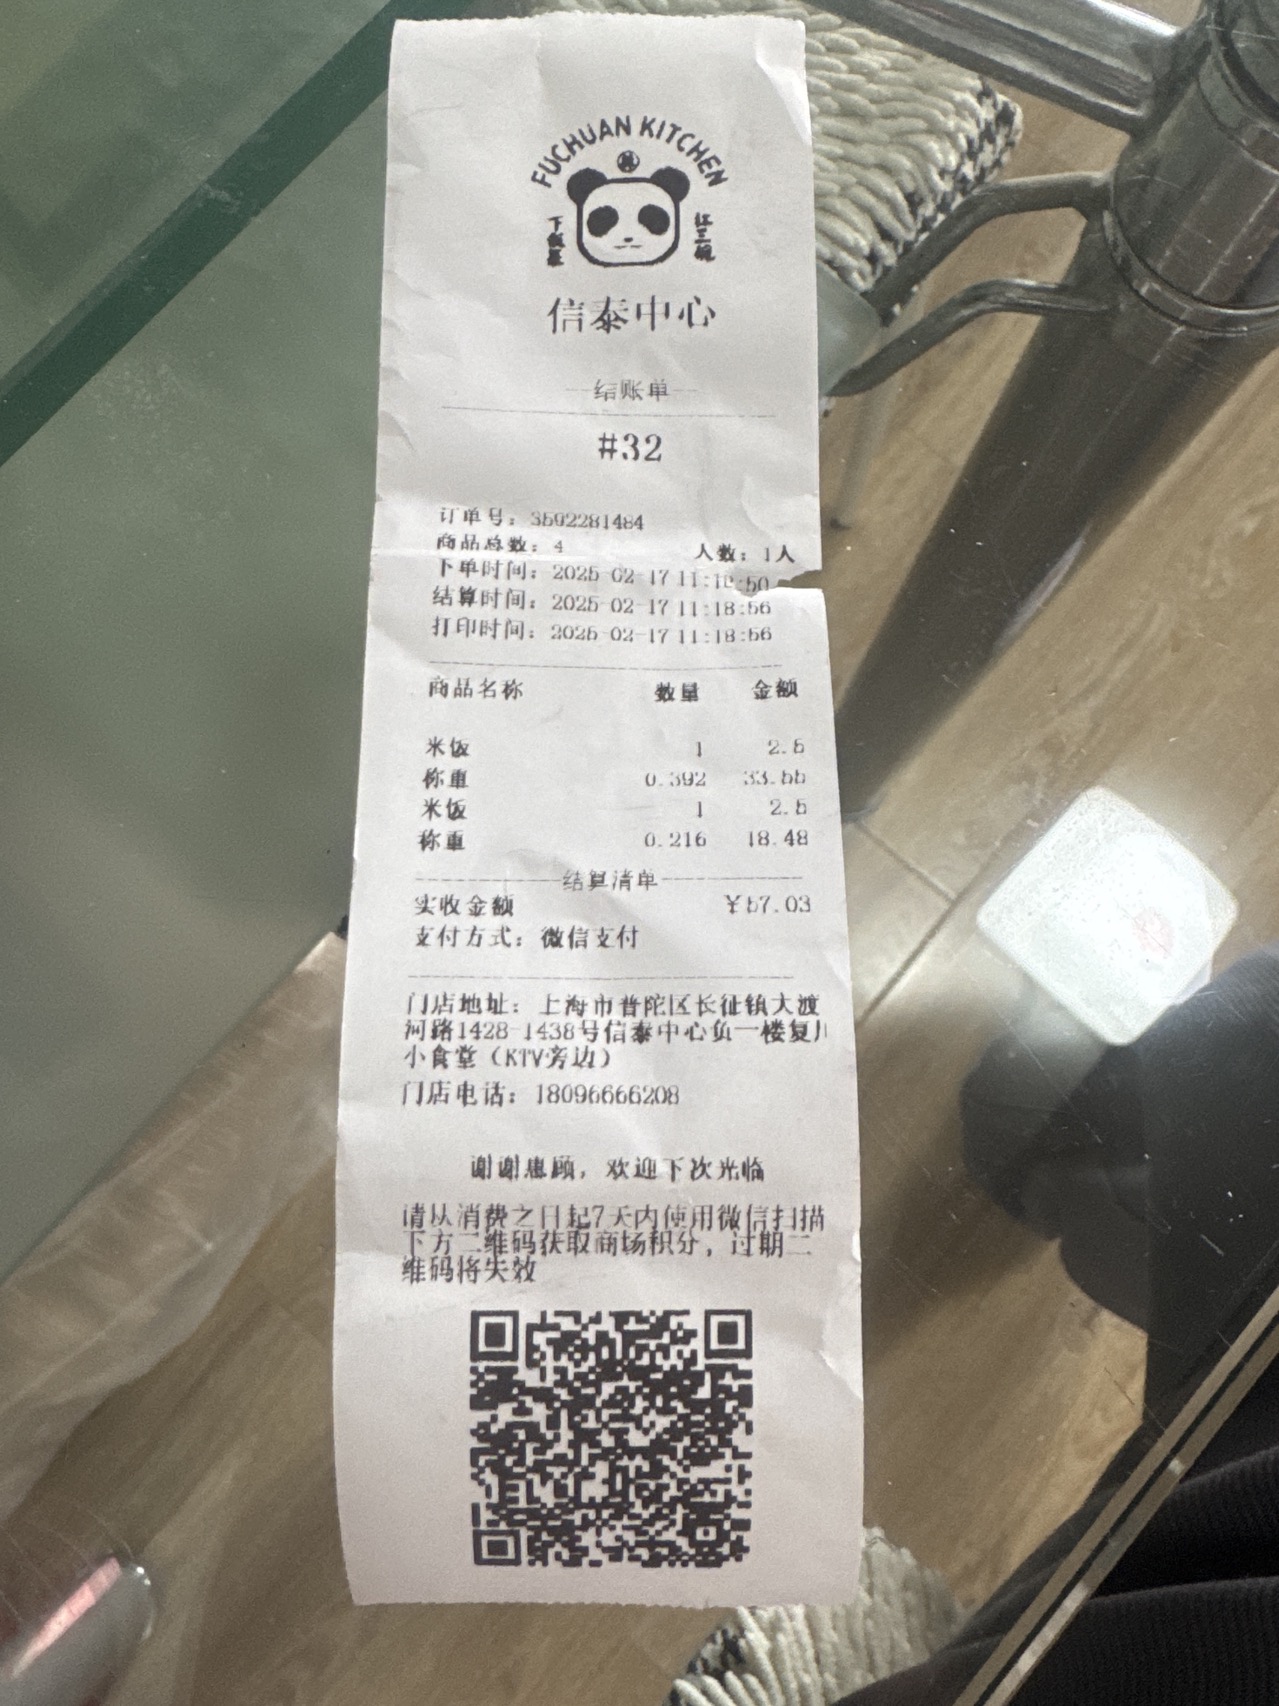 FUCHUAN KITCHEN
信泰中心
结账单
#32
订单号：3592281484
商品总数：4 人数：1人
下单时间：2025-02-17 11:18:50
结算时间：2025-02-17 11:18:56
打印时间：2025-02-17 11:18:56
商品名称 数量 金额
米饭 1 2.5
称重 0.392 33.55
米饭 1 2.5
称重 0.216 18.48
结算清单
实收金额 ¥57.03
支付方式：微信支付
门店地址：上海市普陀区长征镇大渡
河路1428-1438号信泰中心负一楼复川
小食堂（KTV旁边）
门店电话：18096666208
谢谢惠顾，欢迎下次光临
请从消费之日起7天内使用微信扫描
下方二维码获取商场积分，过期二
维码将失效